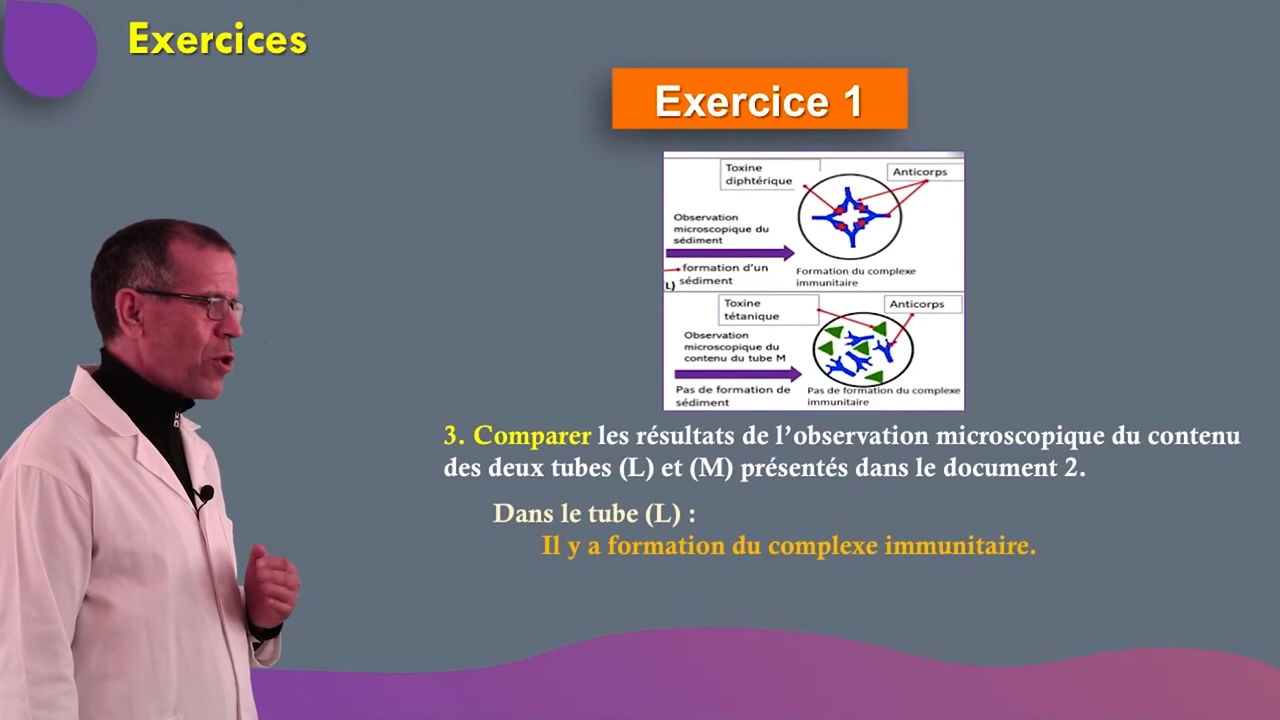 Exercices
Exercice 1
Toxine
diphtérique
Anticorps
Observation
microscopique du
sédiment
formation d'un
sédiment
L)
Formation du complexe
immunitaire
Toxine
tétanique
Anticorps
Observation
microscopique du
contenu du tube M
Pas de formation de
sédiment
Pas de formation du complexe
immunitaire
3. Comparer les résultats de l'observation microscopique du contenu
des deux tubes (L) et (M) présentés dans le document 2.
Dans le tube (L) :
Il y a formation du complexe immunitaire.